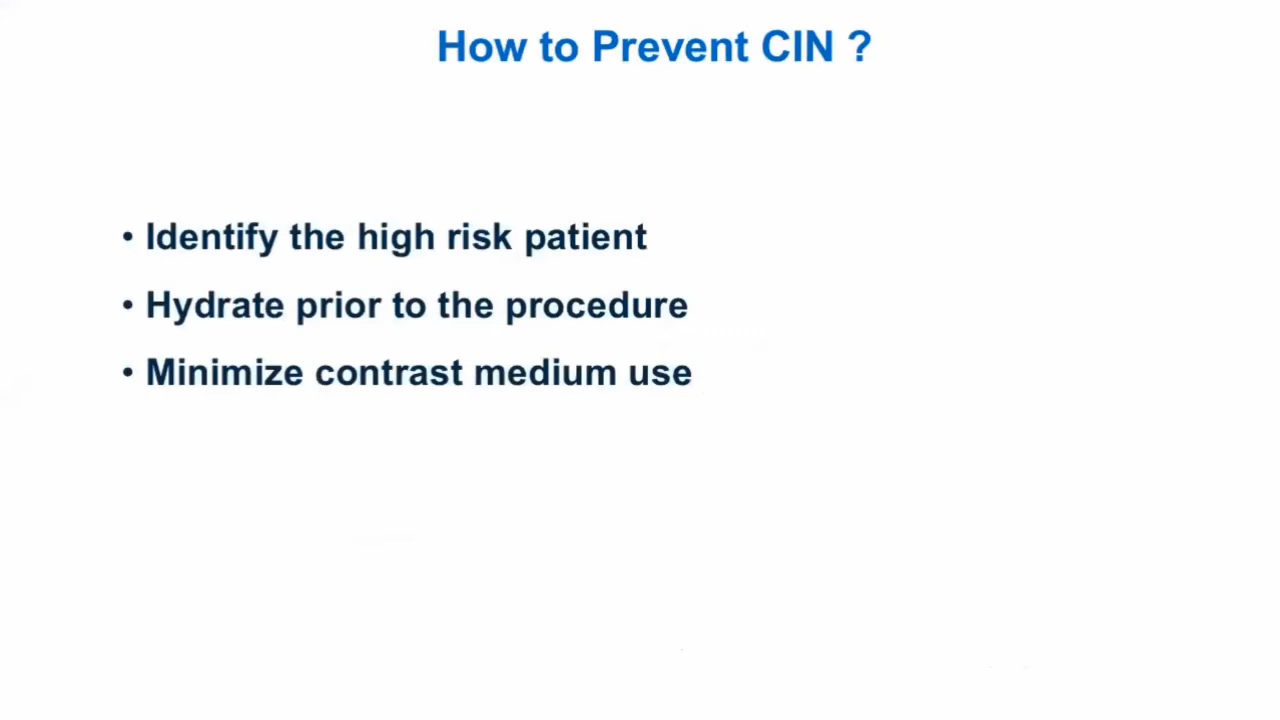 How to Prevent CIN ?
• Identify the high risk patient
• Hydrate prior to the procedure
• Minimize contrast medium use